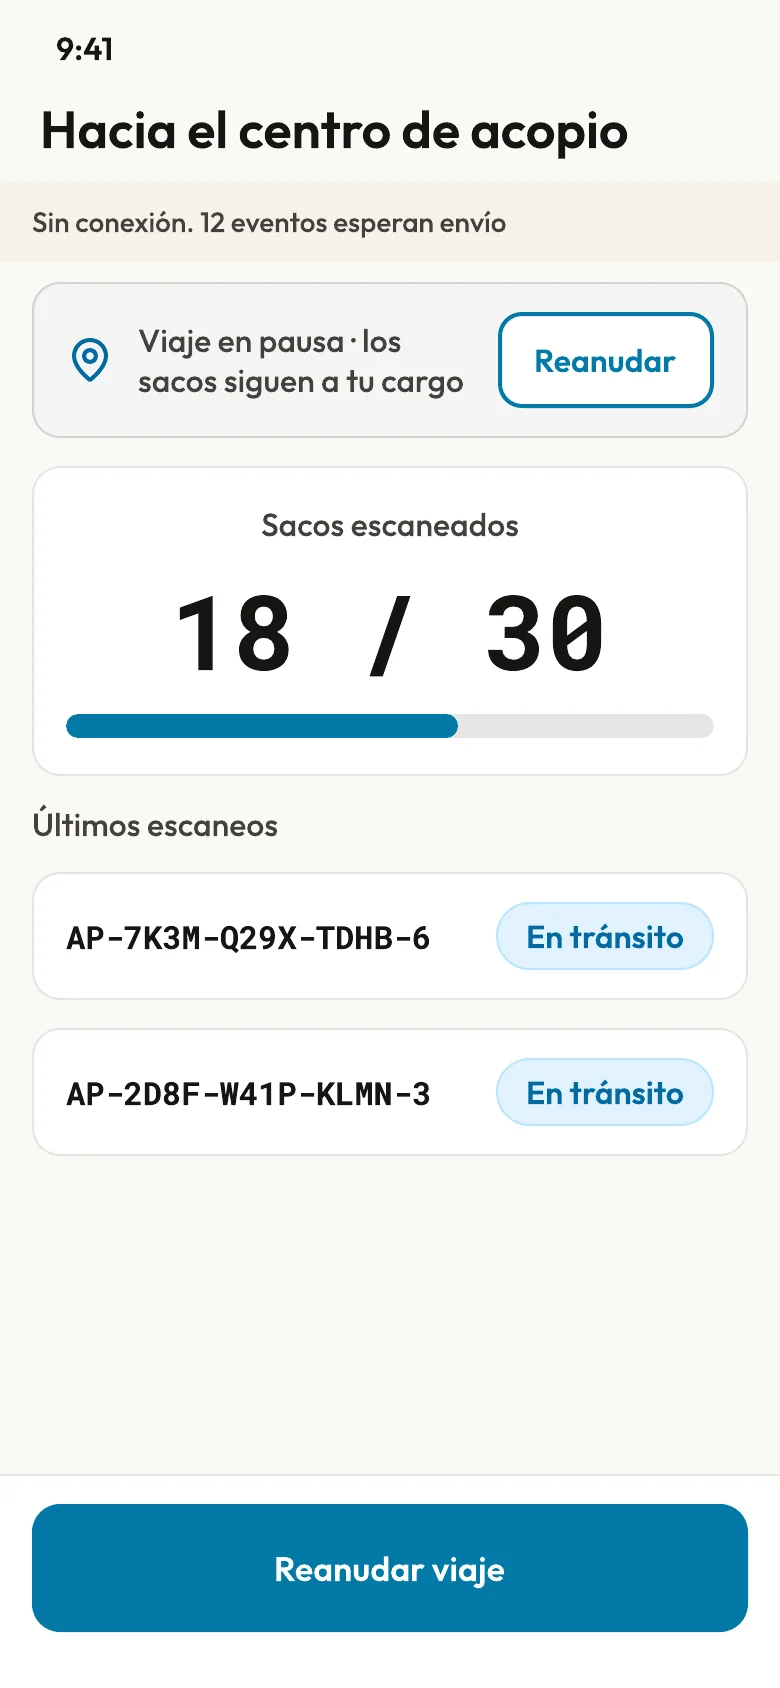 9:41
Hacia el centro de acopio
Sin conexión. 12 eventos esperan envío
Viaje en pausa · los
sacos siguen a tu cargo
Reanudar
Sacos escaneados
18 / 30
Últimos escaneos
AP-7K3M-Q29X-TDHB-6
En tránsito
AP-2D8F-W41P-KLMN-3
En tránsito
Reanudar viaje